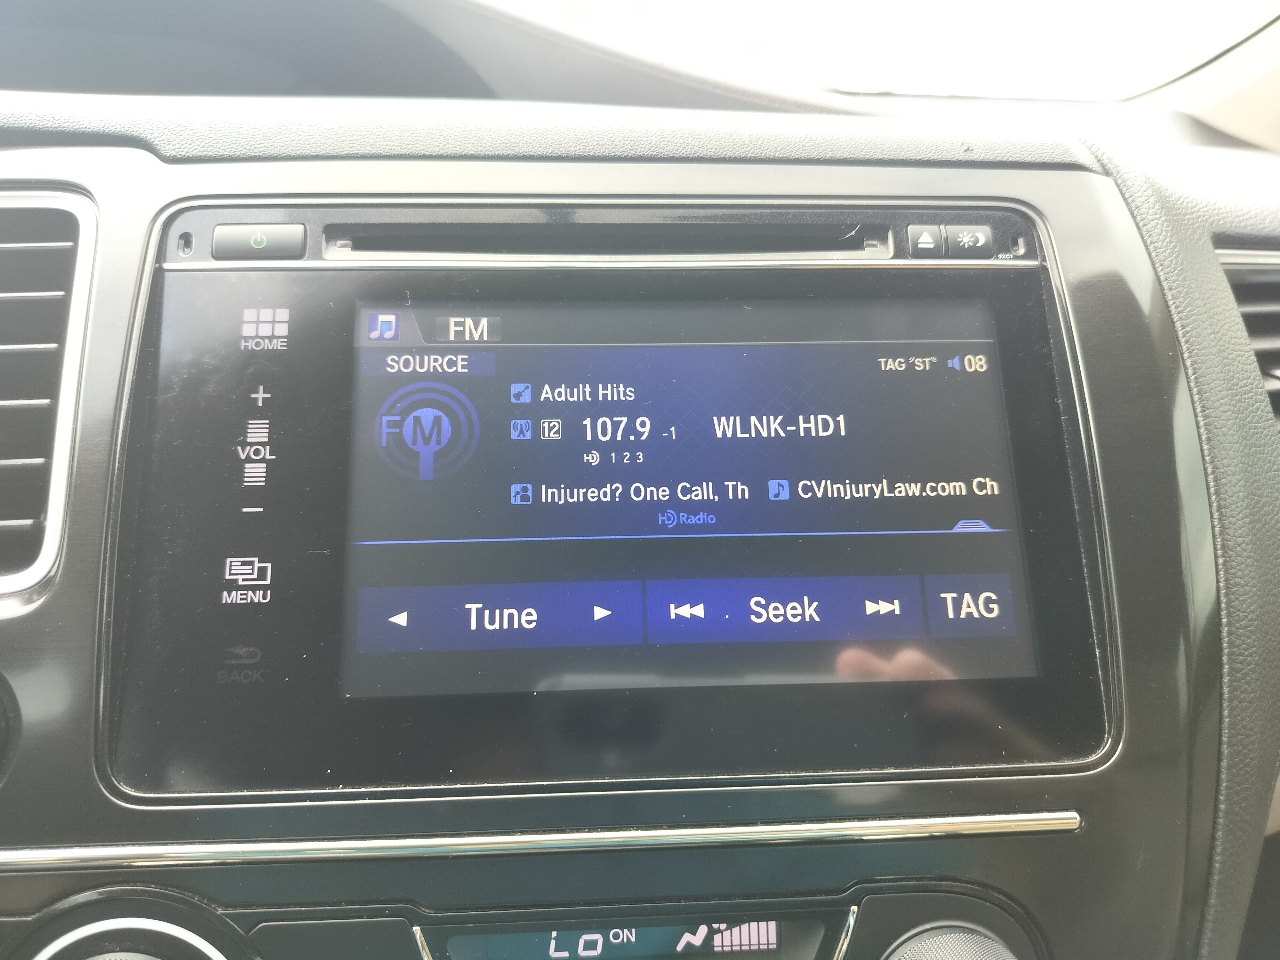 FM
SOURCE
TAG "ST" 08
Adult Hits
FM
12 107.9 -1 WLNK-HD1
HD 1 2 3
Injured? One Call, Th CVInjuryLaw.com Ch
HD Radio
Tune Seek TAG
HOME
+
VOL
−
MENU
BACK
LO ON